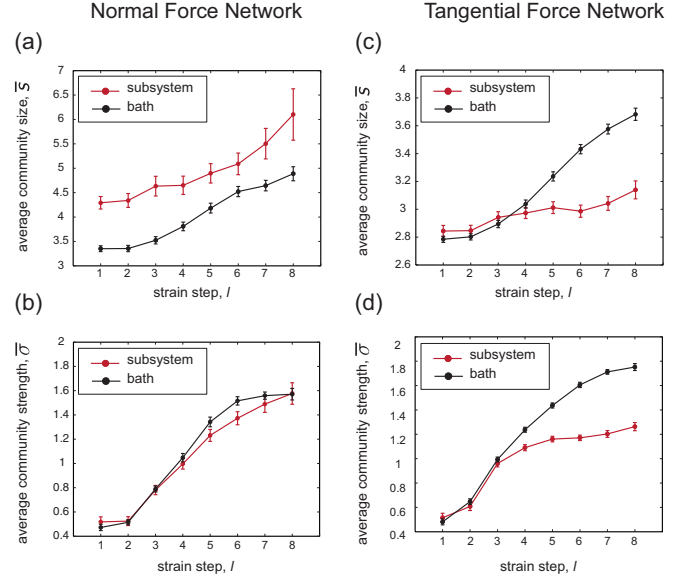 Normal Force Network
Tangential Force Network
(a)
average community size, s̅
7
6.5
6
5.5
5
4.5
4
3.5
3
subsystem
bath
1 2 3 4 5 6 7 8
strain step, l
(c)
average community size, s̅
4
3.8
3.6
3.4
3.2
3
2.8
2.6
subsystem
bath
1 2 3 4 5 6 7 8
strain step, l
(b)
average community strength, σ̅
2
1.8
1.6
1.4
1.2
1
0.8
0.6
0.4
subsystem
bath
1 2 3 4 5 6 7 8
strain step, l
(d)
average community strength, σ̅
2
1.8
1.6
1.4
1.2
1
0.8
0.6
0.4
subsystem
bath
1 2 3 4 5 6 7 8
strain step, l